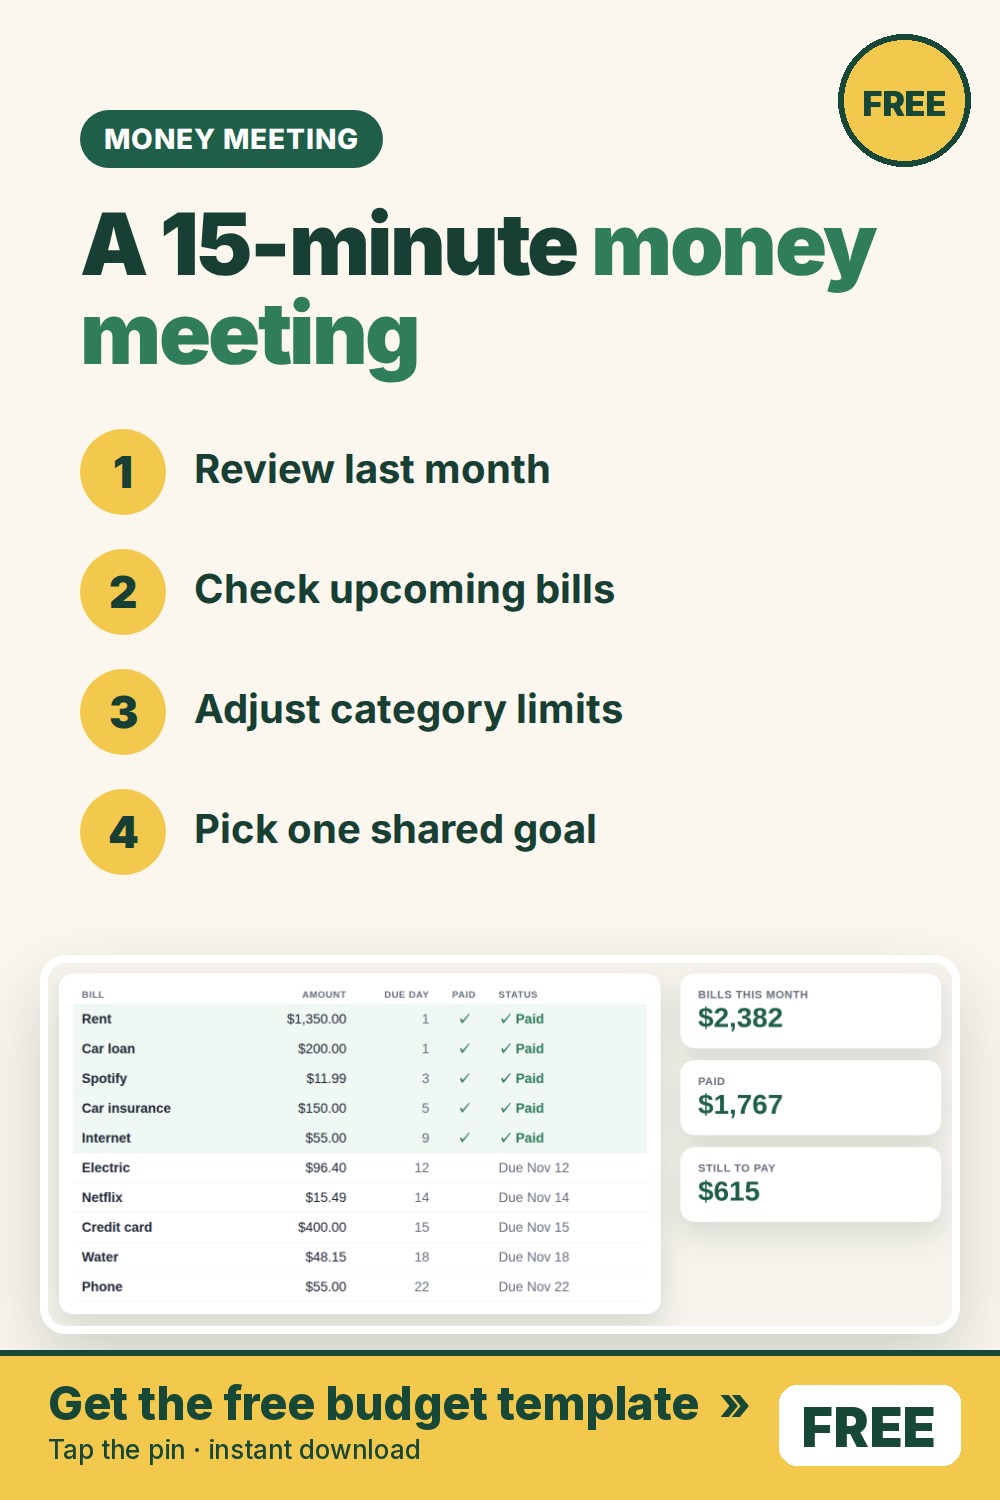 FREE
MONEY MEETING
A 15-minute money
meeting
1 Review last month
2 Check upcoming bills
3 Adjust category limits
4 Pick one shared goal
BILL AMOUNT DUE DAY PAID STATUS
Rent $1,350.00 1 ✓ ✓ Paid
Car loan $200.00 1 ✓ ✓ Paid
Spotify $11.99 3 ✓ ✓ Paid
Car insurance $150.00 5 ✓ ✓ Paid
Internet $55.00 9 ✓ ✓ Paid
Electric $96.40 12 Due Nov 12
Netflix $15.49 14 Due Nov 14
Credit card $400.00 15 Due Nov 15
Water $48.15 18 Due Nov 18
Phone $55.00 22 Due Nov 22
BILLS THIS MONTH
$2,382
PAID
$1,767
STILL TO PAY
$615
Get the free budget template »
Tap the pin · instant download
FREE